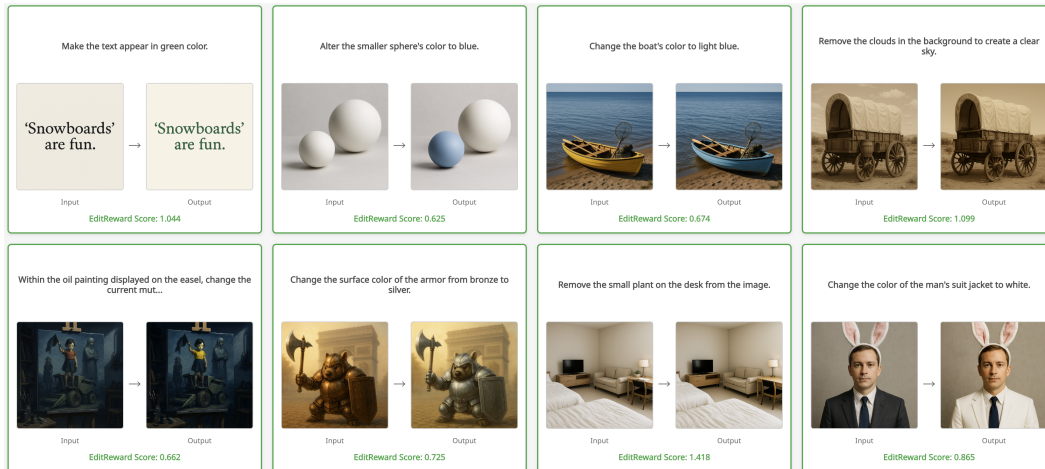 Make the text appear in green color.
‘Snowboards’
are fun.
→
‘Snowboards’
are fun.
Input
Output
EditReward Score: 1.044
Alter the smaller sphere's color to blue.
→
Input
Output
EditReward Score: 0.625
Change the boat's color to light blue.
→
Input
Output
EditReward Score: 0.674
Remove the clouds in the background to create a clear
sky.
→
Input
Output
EditReward Score: 1.099
Within the oil painting displayed on the easel, change the
current mut...
→
Input
Output
EditReward Score: 0.662
Change the surface color of the armor from bronze to
silver.
→
Input
Output
EditReward Score: 0.725
Remove the small plant on the desk from the image.
→
Input
Output
EditReward Score: 1.418
Change the color of the man's suit jacket to white.
→
Input
Output
EditReward Score: 0.865